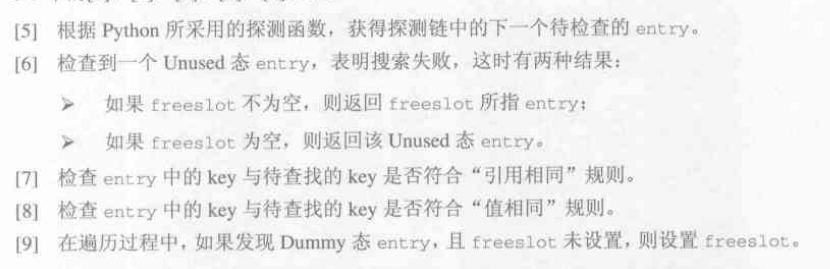 [5] 根据 Python 所采用的探测函数，获得探测链中的下一个待检查的 entry。
[6] 检查到一个 Unused 态 entry，表明搜索失败，这时有两种结果：
➢ 如果 freeslot 不为空，则返回 freeslot 所指 entry；
➢ 如果 freeslot 为空，则返回该 Unused 态 entry。
[7] 检查 entry 中的 key 与待查找的 key 是否符合“引用相同”规则。
[8] 检查 entry 中的 key 与待查找的 key 是否符合“值相同”规则。
[9] 在遍历过程中，如果发现 Dummy 态 entry，且 freeslot 未设置，则设置 freeslot。